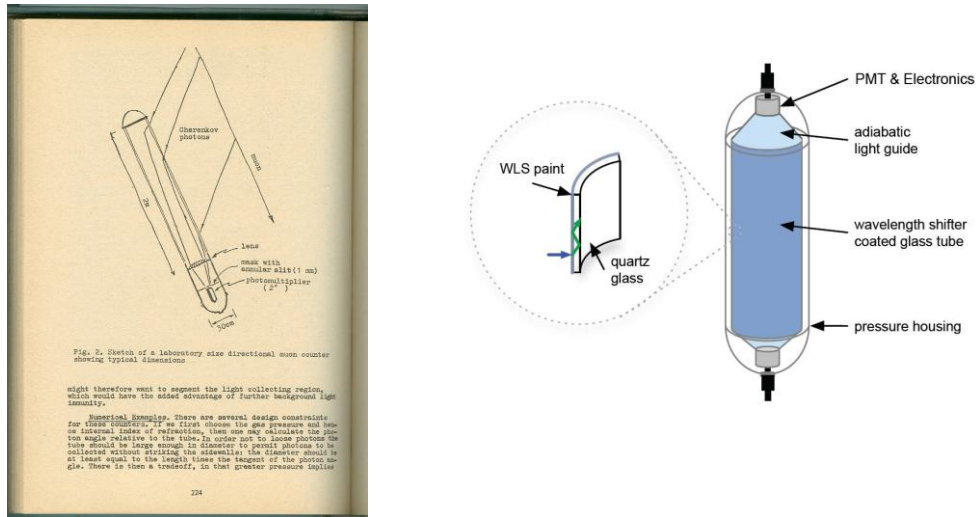 Cherenkov
photons
muon
2m
lens
mask with
annular slit(1 mm)
photomultiplier
(2")
50cm
Fig. 2. Sketch of a laboratory size directional muon counter
showing typical dimensions
might therefore want to segment the light collecting region,
which would have the added advantage of further background light
immunity.
Numerical Examples. There are several design constraints
for these counters. If we first choose the gas pressure and hen-
ce internal index of refraction, then one may calculate the pho-
ton angle relative to the tube. In order not to loose photons the
tube should be large enough in diameter to permit photons to be
collected without striking the sidewalls: the diameter should be
at least equal to the length times the tangent of the photon an-
gle. There is then a tradeoff, in that greater pressure implies
224
WLS paint
quartz
glass
PMT & Electronics
adiabatic
light guide
wavelength shifter
coated glass tube
pressure housing